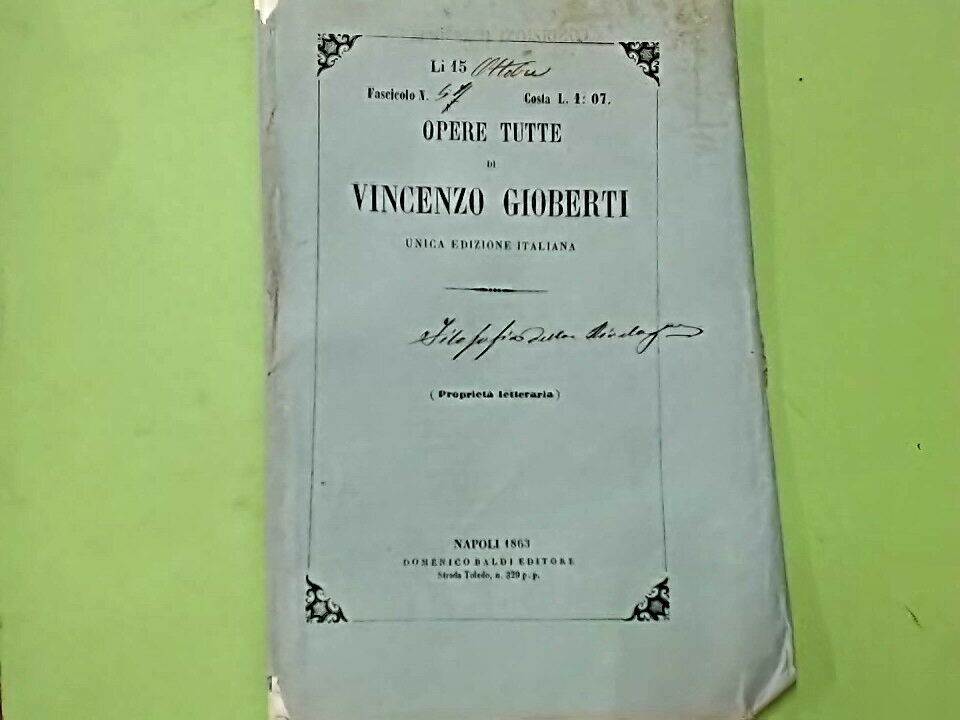 Li 15 Ottobre
Fascicolo N. Costa L. 1: 07.
OPERE TUTTE
DI
VINCENZO GIOBERTI
UNICA EDIZIONE ITALIANA
Filosofia della Rivelazione
( Proprietà letteraria )
NAPOLI 1863
DOMENICO BALDI EDITORE
Strada Toledo, n. 329 p. p.